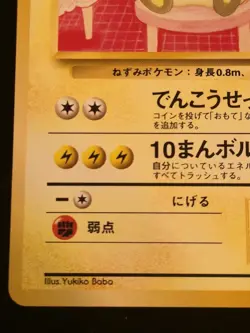 ねずみポケモン：身長0.8m、
でんこうせっ
コインを投げて「おもて」な
を追加する。
10まんボル
自分についているエネル
すべてトラッシュする。
にげる
弱点
Illus.Yukiko Baba